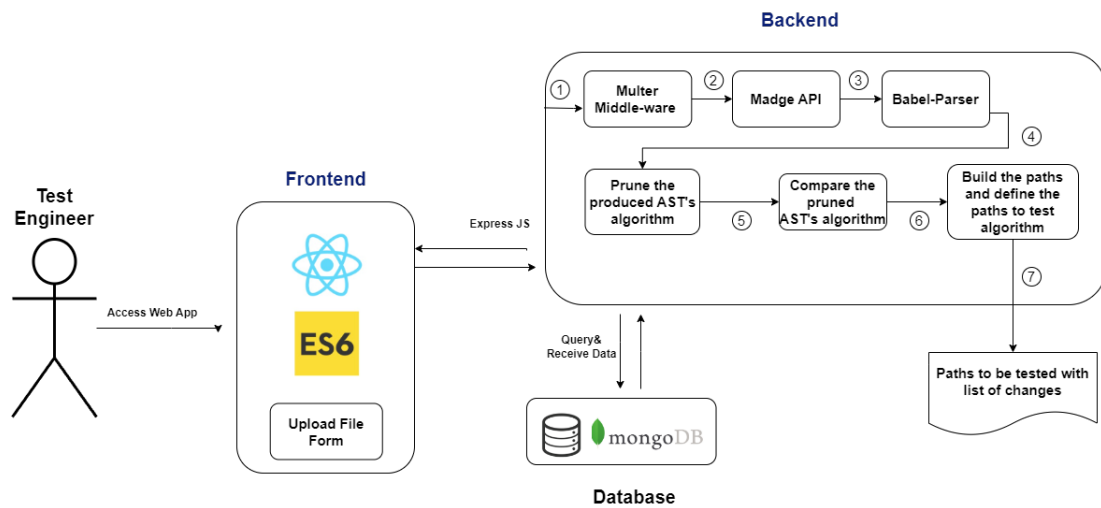 Backend
①
Multer
Middle-ware
②
Madge API
③
Babel-Parser
④
Prune the
produced AST's
algorithm
⑤
Compare the
pruned
AST's algorithm
⑥
Build the paths
and define the
paths to test
algorithm
⑦
Test
Engineer
Access Web App
Frontend
ES6
Upload File
Form
Express JS
Query&
Receive Data
mongoDB
Database
Paths to be tested with
list of changes